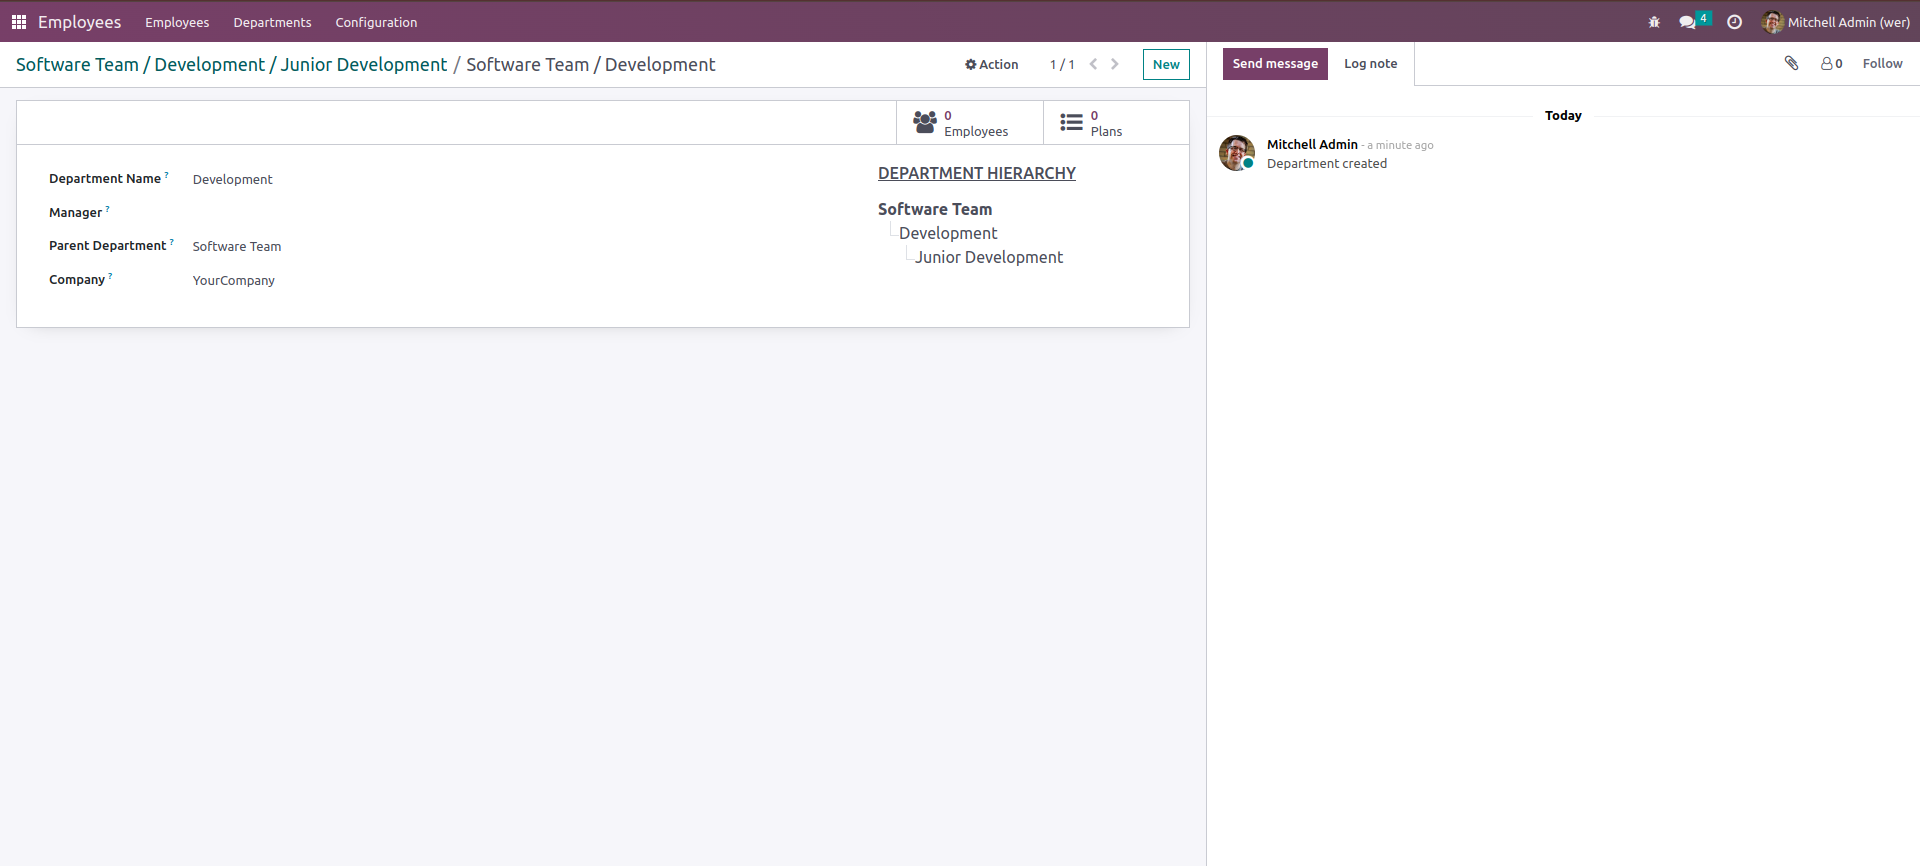 Employees Employees Departments Configuration 4 Mitchell Admin (wer)
Software Team / Development / Junior Development / Software Team / Development Action 1 / 1 New
Send message Log note 0 Follow
0
Employees
0
Plans
Department Name ? Development
Manager ?
Parent Department ? Software Team
Company ? YourCompany
DEPARTMENT HIERARCHY
Software Team
Development
Junior Development
Today
Mitchell Admin - a minute ago
Department created